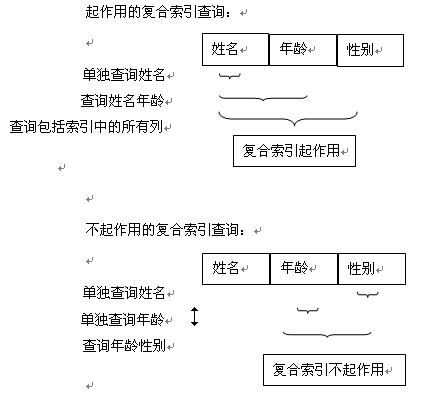 起作用的复合索引查询：
姓名 年龄 性别
单独查询姓名
查询姓名年龄
查询包括索引中的所有列
复合索引起作用
不起作用的复合索引查询：
姓名 年龄 性别
单独查询姓名
单独查询年龄
查询年龄性别
复合索引不起作用